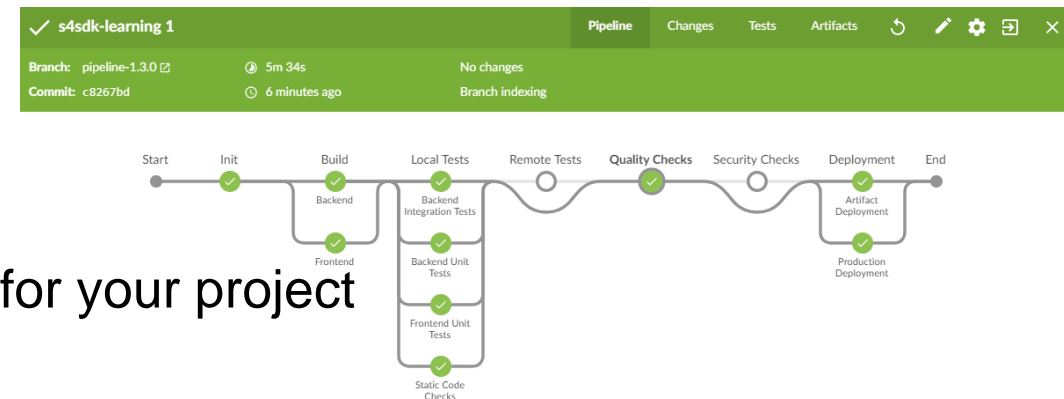 s4sdk-learning 1
Pipeline
Changes
Tests
Artifacts
Branch: pipeline-1.3.0
5m 34s
No changes
Commit: c8267bd
6 minutes ago
Branch indexing
Start
Init
Build
Local Tests
Remote Tests
Quality Checks
Security Checks
Deployment
End
Backend
Backend
Integration Tests
Artifact
Deployment
Frontend
Backend Unit
Tests
Production
Deployment
for your project
Frontend Unit
Tests
Static Code
Checks